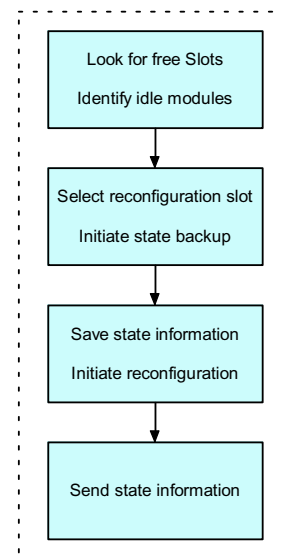 Look for free Slots
Identify idle modules
Select reconfiguration slot
Initiate state backup
Save state information
Initiate reconfiguration
Send state information